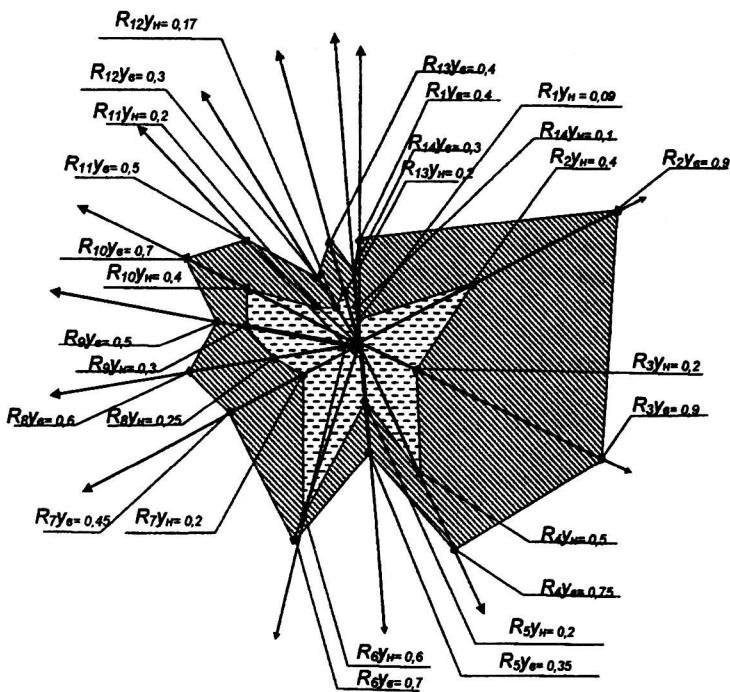 R12yн= 0,17
R12yв= 0,3
R11yн= 0,2
R11yв= 0,5
R10yв= 0,7
R10yн= 0,4
R9yв= 0,5
R9yн= 0,3
R8yв= 0,6
R8yн= 0,25
R7yв= 0,45
R7yн= 0,2
R13yв= 0,4
R1yв= 0,4
R1yн = 0,09
R14yв= 0,3
R14yн= 0,1
R13yн= 0,2
R2yн= 0,4
R2yв= 0,9
R3yн= 0,2
R3yв= 0,9
R4yн= 0,5
R4yв= 0,75
R5yн= 0,2
R5yв= 0,35
R6yн= 0,6
R6yв= 0,7